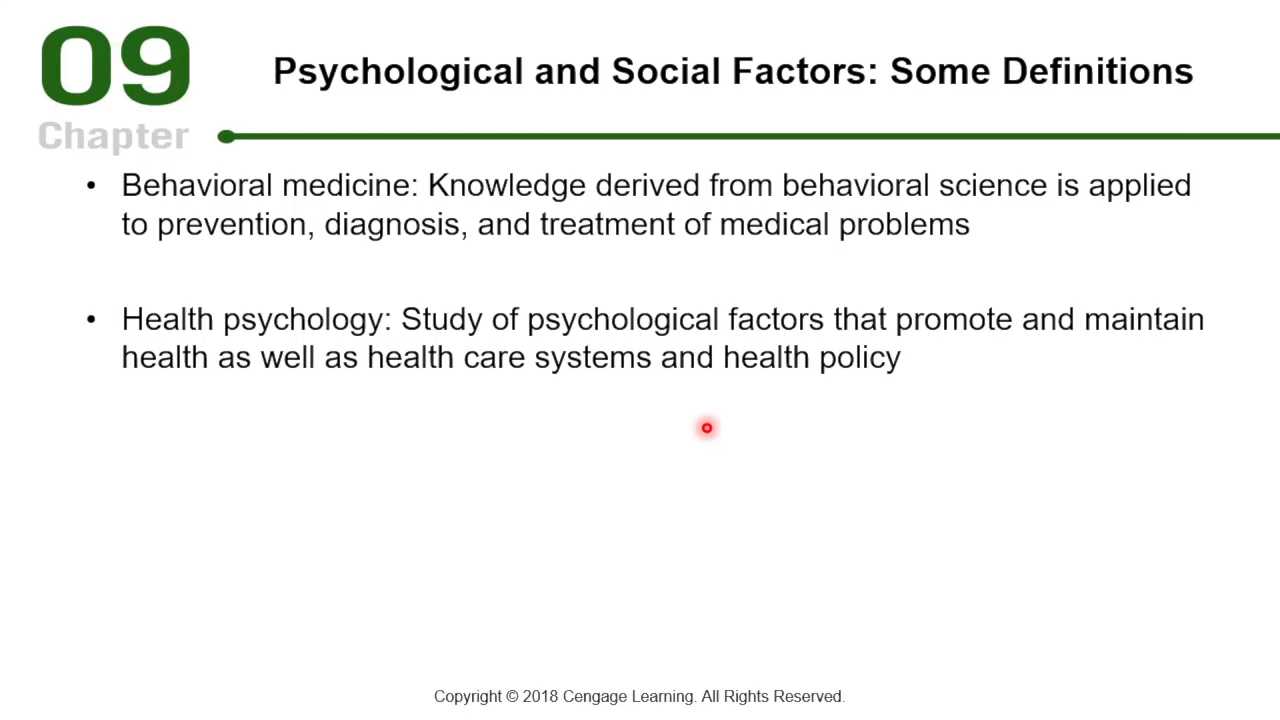 09
Chapter
Psychological and Social Factors: Some Definitions
• Behavioral medicine: Knowledge derived from behavioral science is applied
to prevention, diagnosis, and treatment of medical problems
• Health psychology: Study of psychological factors that promote and maintain
health as well as health care systems and health policy
Copyright © 2018 Cengage Learning. All Rights Reserved.